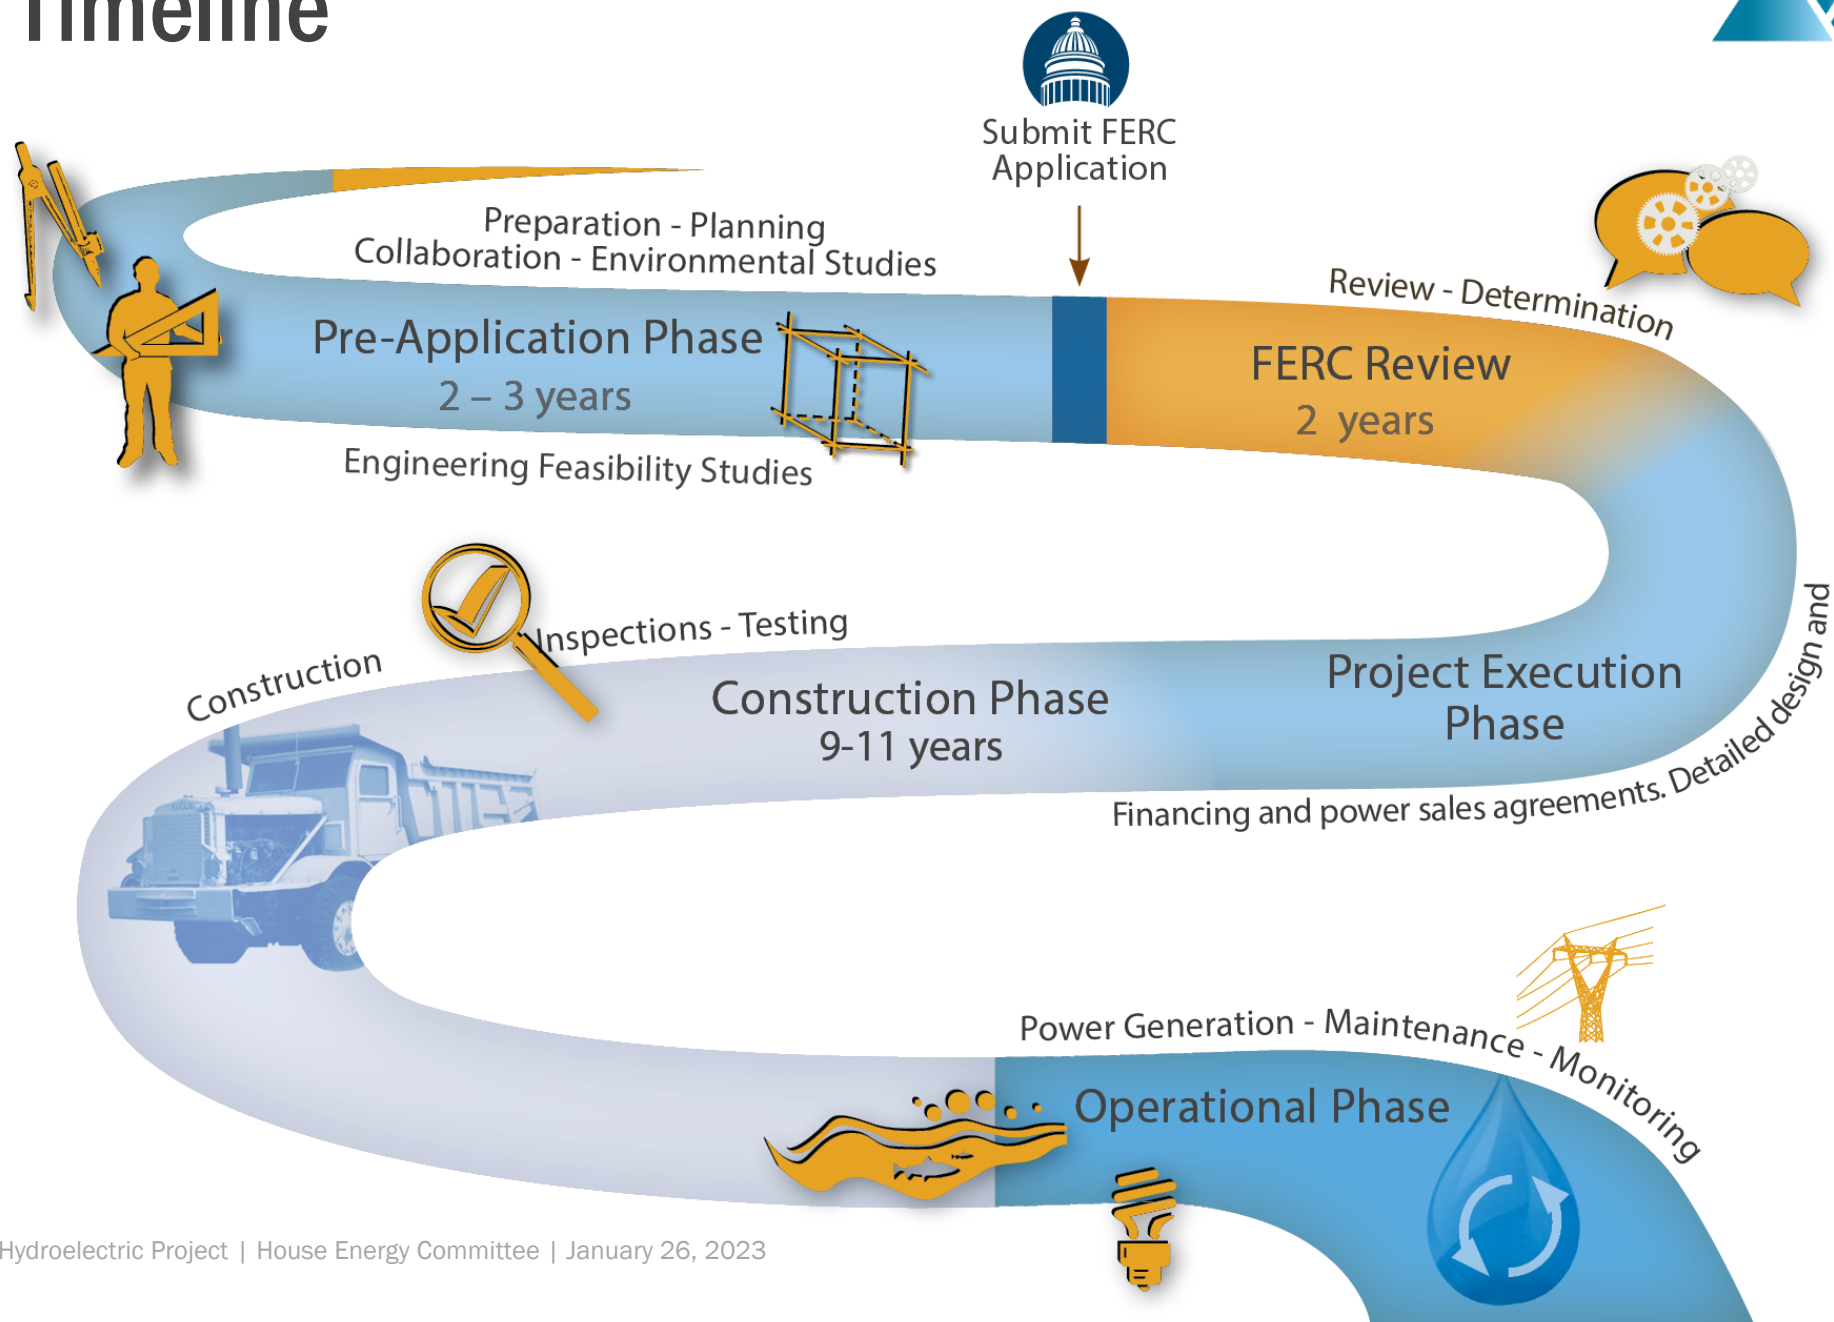 Timeline
Submit FERC
Application
Preparation - Planning
Collaboration - Environmental Studies
Pre-Application Phase
2 – 3 years
Engineering Feasibility Studies
Review - Determination
FERC Review
2 years
Project Execution
Phase
Financing and power sales agreements. Detailed design and
Inspections - Testing
Construction
Construction Phase
9-11 years
Power Generation - Maintenance - Monitoring
Operational Phase
Hydroelectric Project | House Energy Committee | January 26, 2023